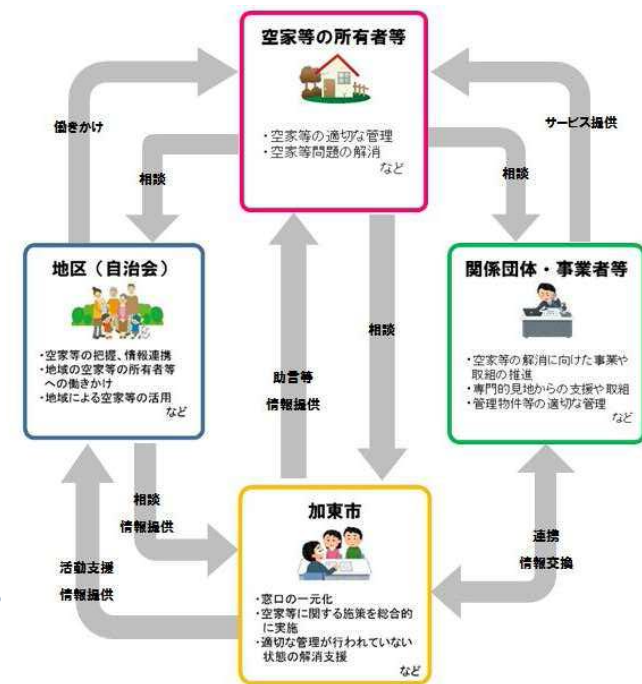 空家等の所有者等
・空家等の適切な管理
・空家等問題の解消
など
働きかけ
相談
サービス提供
相談
地区（自治会）
・空家等の把握、情報連携
・地域の空家等の所有者等
への働きかけ
・地域による空家等の活用
など
関係団体・事業者等
・空家等の解消に向けた事業や
取組の推進
・専門的見地からの支援や取組
・管理物件等の適切な管理
など
助言等
情報提供
相談
相談
情報提供
活動支援
情報提供
連携
情報交換
加東市
・窓口の一元化
・空家等に関する施策を総合的
に実施
・適切な管理が行われていない
状態の解消支援
など